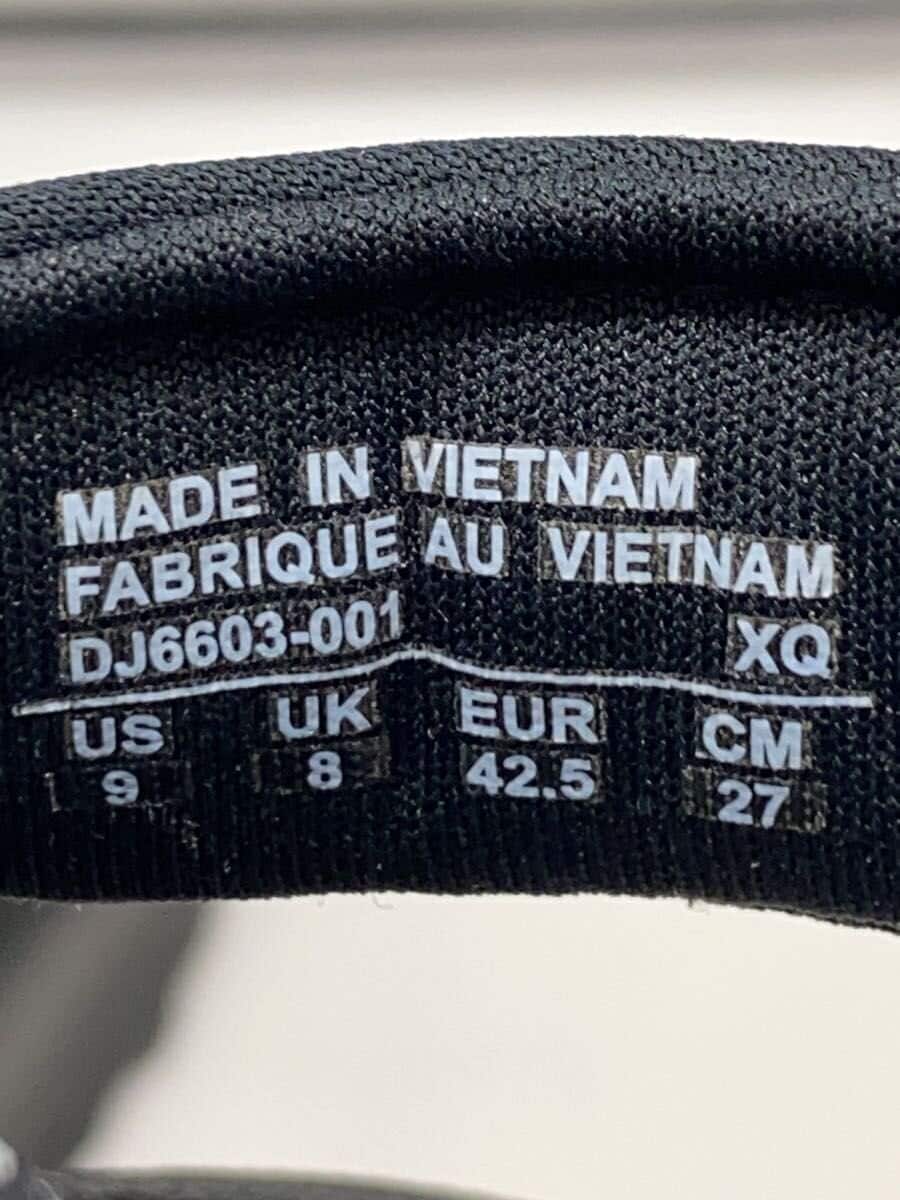 MADE IN VIETNAM
FABRIQUE AU VIETNAM
DJ6603-001 XQ
US UK EUR CM
9 8 42.5 27